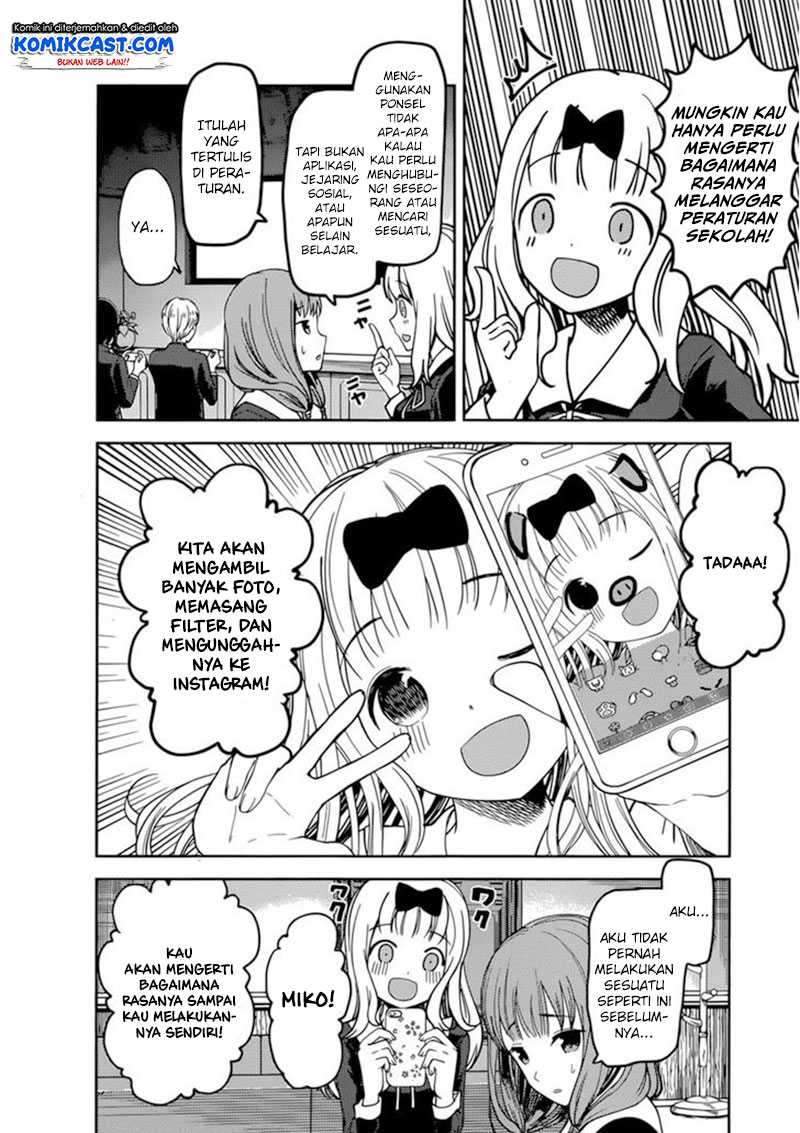 Komik ini diterjemahkan & diedit oleh
KOMIKCAST.COM
BUKAN WEB LAIN!!
MUNGKIN KAU
HANYA PERLU
MENGERTI
BAGAIMANA
RASANYA
MELANGGAR
PERATURAN
SEKOLAH!
MENG-
GUNAKAN
PONSEL
TIDAK
APA-APA
KALAU
KAU PERLU
MENGHUBU-
NGI SESEO-
RANG ATAU
MENCARI
SESUATU,
TAPI BUKAN
APLIKASI,
JEJARING
SOSIAL,
ATAU
APAPUN
SELAIN
BELAJAR.
ITULAH
YANG
TERTULIS
DI PERA-
TURAN.
YA...
TADAAA!
KITA AKAN
MENGAMBIL
BANYAK FOTO,
MEMASANG
FILTER, DAN
MENGUNGGAH-
NYA KE
INSTAGRAM!
AKU...
AKU TIDAK
PERNAH
MELAKUKAN
SESUATU
SEPERTI INI
SEBELUM-
NYA...
ワクワク
MIKO!
KAU
AKAN MENGERTI
BAGAIMANA
RASANYA SAMPAI
KAU MELAKUKAN-
NYA SENDIRI!